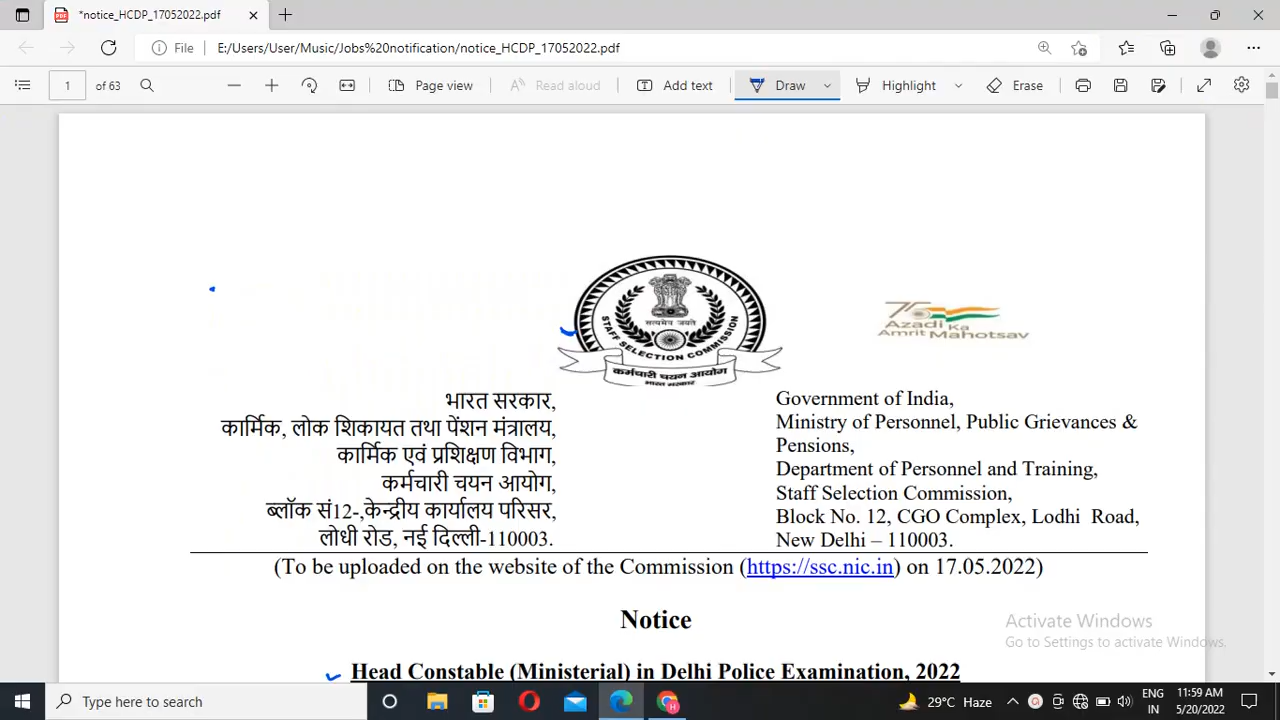 *notice_HCDP_17052022.pdf
File
E:/Users/User/Music/Jobs%20notification/notice_HCDP_17052022.pdf
1 of 63
Page view
Read aloud
Add text
Draw
Highlight
Erase
सत्यमेव जयते
STAFF SELECTION COMMISSION
कर्मचारी चयन आयोग
भारत सरकार
75 Azadi Ka
Amrit Mahotsav
भारत सरकार,
कार्मिक, लोक शिकायत तथा पेंशन मंत्रालय,
कार्मिक एवं प्रशिक्षण विभाग,
कर्मचारी चयन आयोग,
ब्लॉक सं12-,केन्द्रीय कार्यालय परिसर,
लोधी रोड, नई दिल्ली-110003.
Government of India,
Ministry of Personnel, Public Grievances &
Pensions,
Department of Personnel and Training,
Staff Selection Commission,
Block No. 12, CGO Complex, Lodhi Road,
New Delhi – 110003.
(To be uploaded on the website of the Commission (https://ssc.nic.in) on 17.05.2022)
Notice
Head Constable (Ministerial) in Delhi Police Examination, 2022
Activate Windows
Go to Settings to activate Windows.
Type here to search
29°C Haze
ENG
IN
11:59 AM
5/20/2022